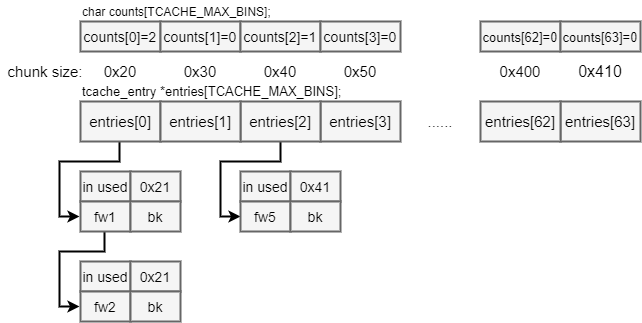 char counts[TCACHE_MAX_BINS];
counts[0]=2 counts[1]=0 counts[2]=1 counts[3]=0 counts[62]=0 counts[63]=0
chunk size: 0x20 0x30 0x40 0x50 0x400 0x410
tcache_entry *entries[TCACHE_MAX_BINS];
entries[0] entries[1] entries[2] entries[3] ...... entries[62] entries[63]
in used 0x21 in used 0x41
fw1 bk fw5 bk
in used 0x21
fw2 bk